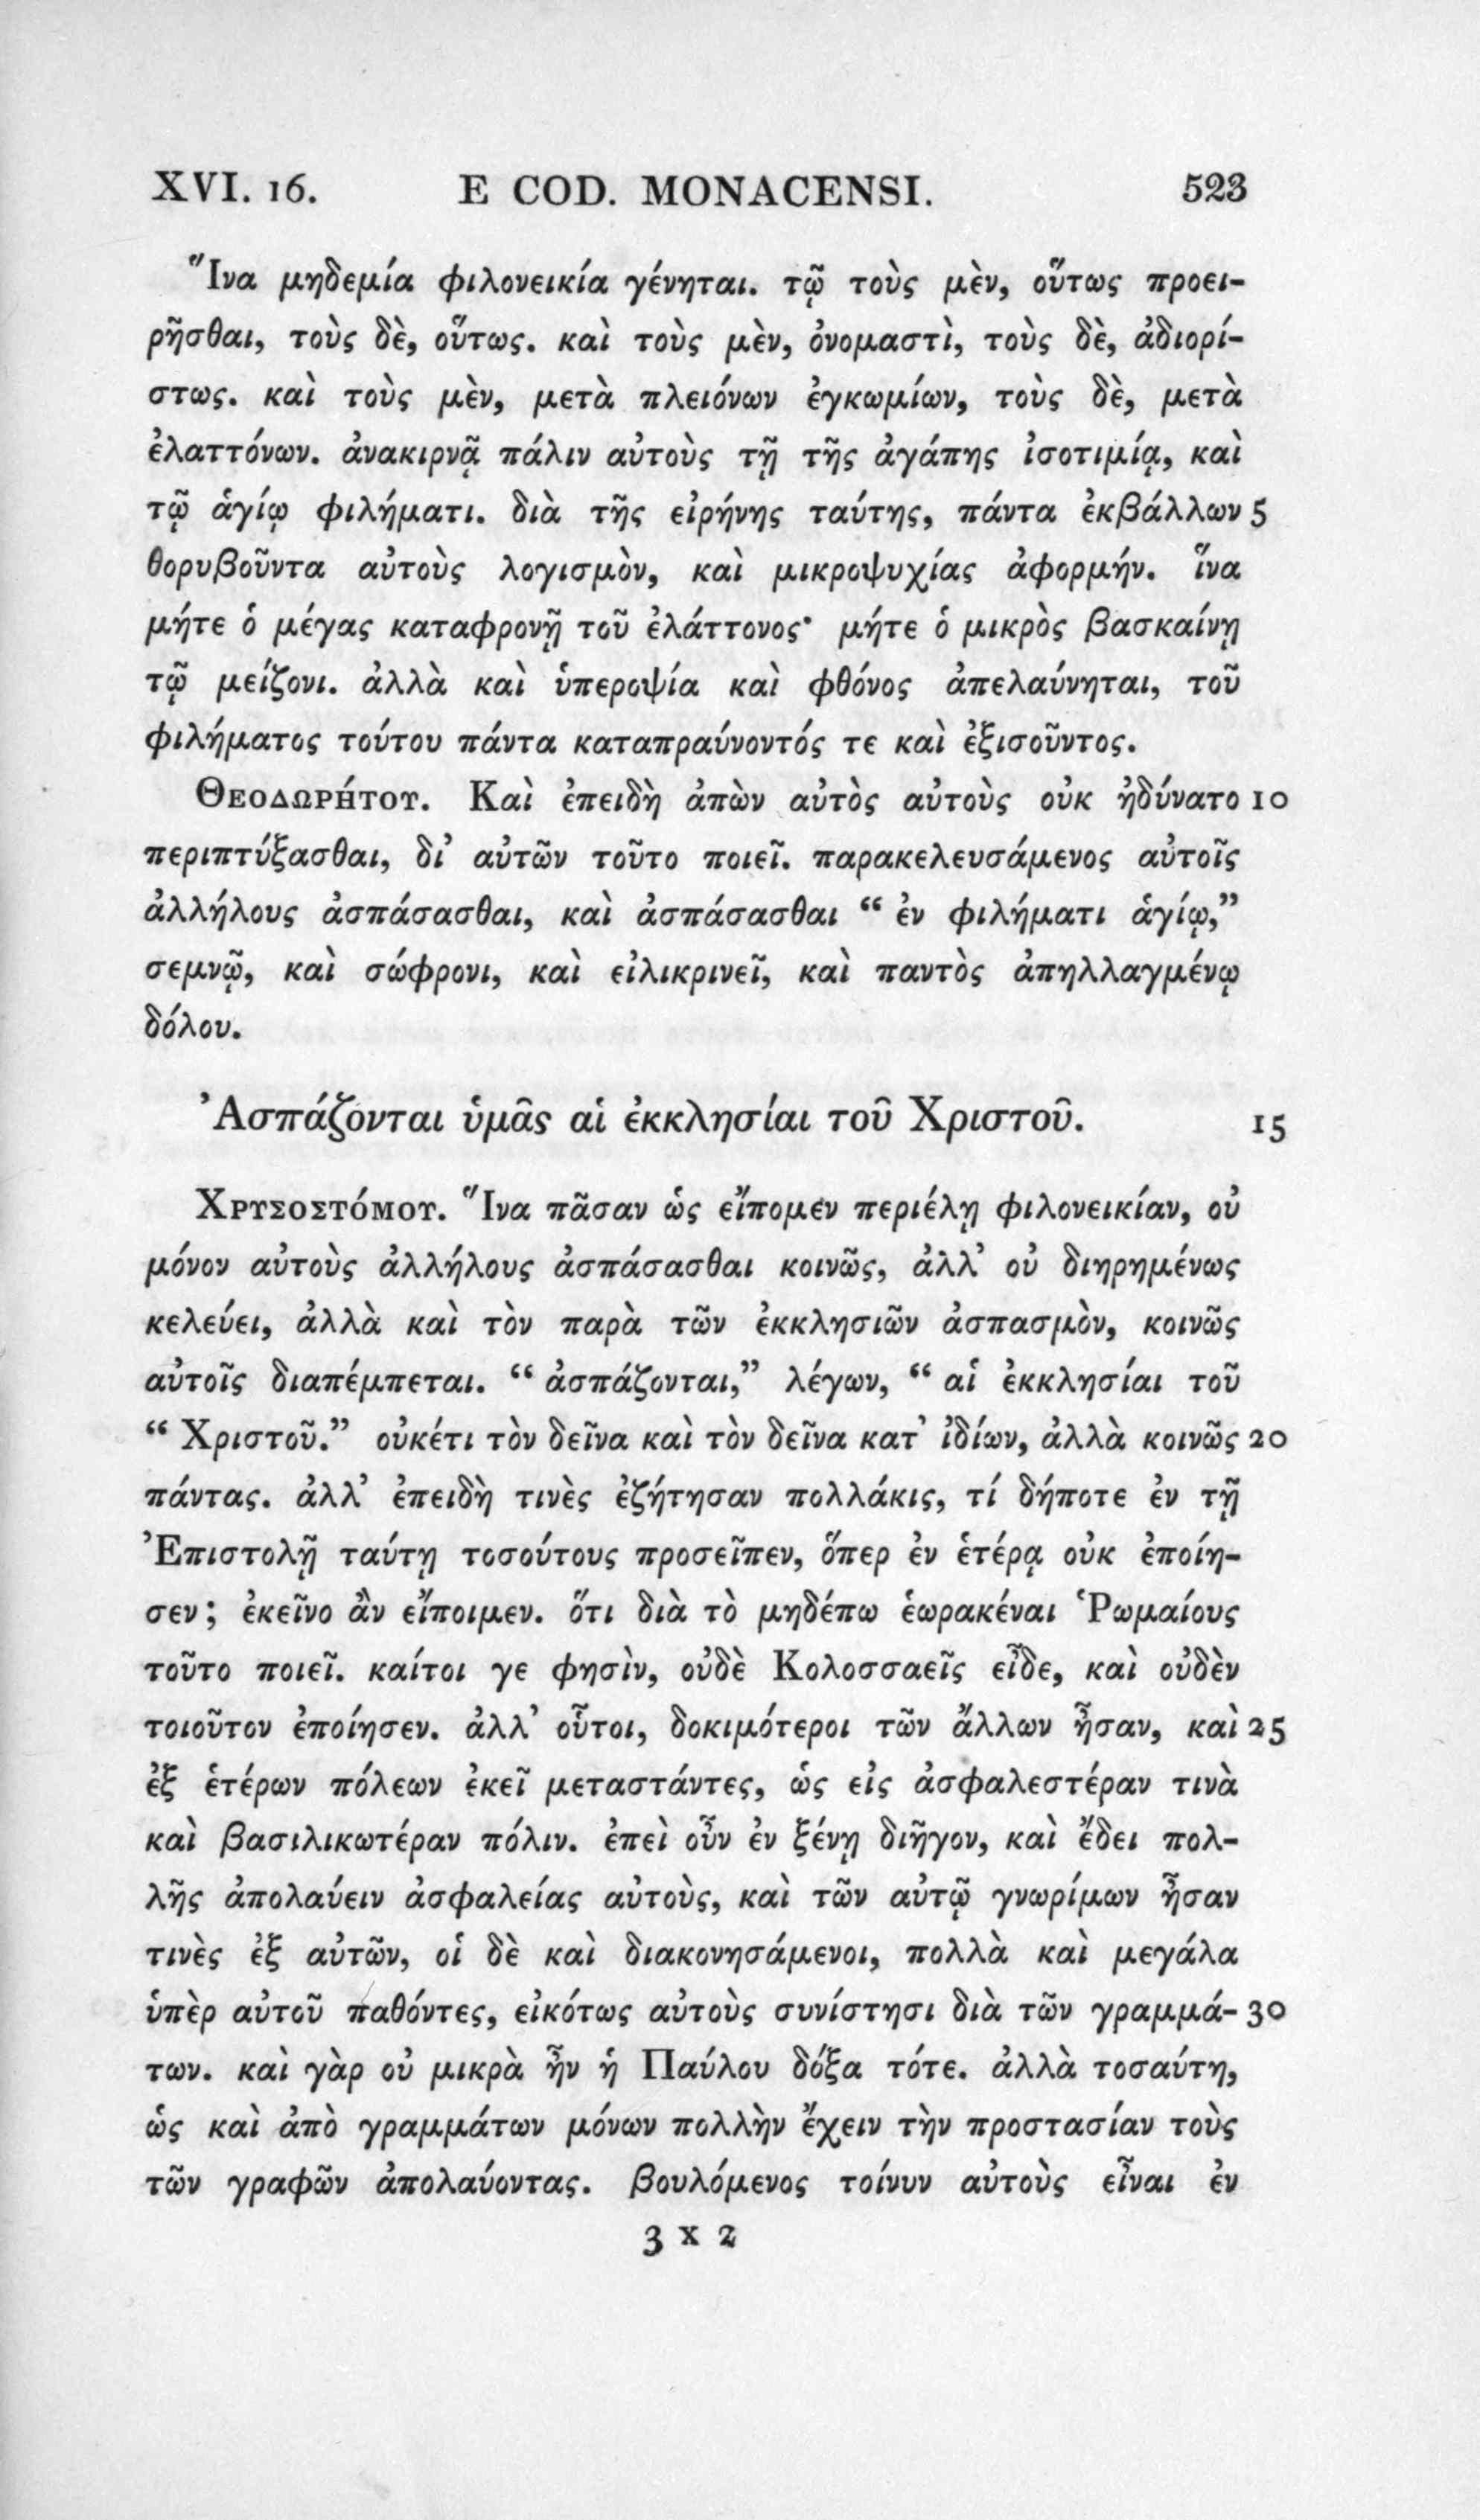 XVI. 16. E COD. MONACENSI. 523
Ἵνα μηδεμία φιλονεικία γένηται. τῷ τοὺς μὲν, οὕτως προει-
ρῆσθαι, τοὺς δὲ, οὕτως. καὶ τοὺς μὲν, ὀνομαστὶ, τοὺς δὲ, ἀδιορί-
στως. καὶ τοὺς μὲν, μετὰ πλειόνων ἐγκωμίων, τοὺς δὲ, μετὰ
ἐλαττόνων. ἀνακιρνᾷ πάλιν αὐτοὺς τῇ τῆς ἀγάπης ἰσοτιμίᾳ, καὶ
τῷ ἁγίῳ φιλήματι. διὰ τῆς εἰρήνης ταύτης, πάντα ἐκβάλλων 5
θορυβοῦντα αὐτοὺς λογισμὸν, καὶ μικροψυχίας ἀφορμήν. ἵνα
μήτε ὁ μέγας καταφρονῇ τοῦ ἐλάττονος· μήτε ὁ μικρὸς βασκαίνῃ
τῷ μείζονι. ἀλλὰ καὶ ὑπεροψία καὶ φθόνος ἀπελαύνηται, τοῦ
φιλήματος τούτου πάντα καταπραύνοντός τε καὶ ἐξισοῦντος.
Θεοδωρήτου. Καὶ ἐπειδὴ ἀπὼν αὐτὸς αὐτοὺς οὐκ ἠδύνατο 10
περιπτύξασθαι, δι’ αὐτῶν τοῦτο ποιεῖ. παρακελευσάμενος αὐτοῖς
ἀλλήλους ἀσπάσασθαι, καὶ ἀσπάσασθαι “ ἐν φιλήματι ἁγίῳ,”
σεμνῷ, καὶ σώφρονι, καὶ εἰλικρινεῖ, καὶ παντὸς ἀπηλλαγμένῳ
δόλου.
Ἀσπάζονται ὑμᾶς αἱ ἐκκλησίαι τοῦ Χριστοῦ. 15
Χρυσοστόμου. Ἵνα πᾶσαν ὡς εἴπομεν περιέλῃ φιλονεικίαν, οὐ
μόνον αὐτοὺς ἀλλήλους ἀσπάσασθαι κοινῶς, ἀλλ’ οὐ διηρημένως
κελεύει, ἀλλὰ καὶ τὸν παρὰ τῶν ἐκκλησιῶν ἀσπασμὸν, κοινῶς
αὐτοῖς διαπέμπεται. “ ἀσπάζονται,” λέγων, “ αἱ ἐκκλησίαι τοῦ
“ Χριστοῦ.” οὐκέτι τὸν δεῖνα καὶ τὸν δεῖνα κατ’ ἰδίων, ἀλλὰ κοινῶς 20
πάντας. ἀλλ’ ἐπειδὴ τινὲς ἐζήτησαν πολλάκις, τί δήποτε ἐν τῇ
Ἐπιστολῇ ταύτῃ τοσούτους προσεῖπεν, ὅπερ ἐν ἑτέρᾳ οὐκ ἐποίη-
σεν; ἐκεῖνο ἂν εἴποιμεν. ὅτι διὰ τὸ μηδέπω ἑωρακέναι Ῥωμαίους
τοῦτο ποιεῖ. καίτοι γε φησὶν, οὐδὲ Κολοσσαεῖς εἶδε, καὶ οὐδὲν
τοιοῦτον ἐποίησεν. ἀλλ’ οὗτοι, δοκιμότεροι τῶν ἄλλων ἦσαν, καὶ 25
ἐξ ἑτέρων πόλεων ἐκεῖ μεταστάντες, ὡς εἰς ἀσφαλεστέραν τινὰ
καὶ βασιλικωτέραν πόλιν. ἐπεὶ οὖν ἐν ξένῃ διῆγον, καὶ ἔδει πολ-
λῆς ἀπολαύειν ἀσφαλείας αὐτοὺς, καὶ τῶν αὐτῷ γνωρίμων ἦσαν
τινὲς ἐξ αὐτῶν, οἱ δὲ καὶ διακονησάμενοι, πολλὰ καὶ μεγάλα
ὑπὲρ αὐτοῦ παθόντες, εἰκότως αὐτοὺς συνίστησι διὰ τῶν γραμμά- 30
των. καὶ γὰρ οὐ μικρὰ ἦν ἡ Παύλου δόξα τότε. ἀλλὰ τοσαύτη,
ὡς καὶ ἀπὸ γραμμάτων μόνων πολλὴν ἔχειν τὴν προστασίαν τοὺς
τῶν γραφῶν ἀπολαύοντας. βουλόμενος τοίνυν αὐτοὺς εἶναι ἐν
3 x 2